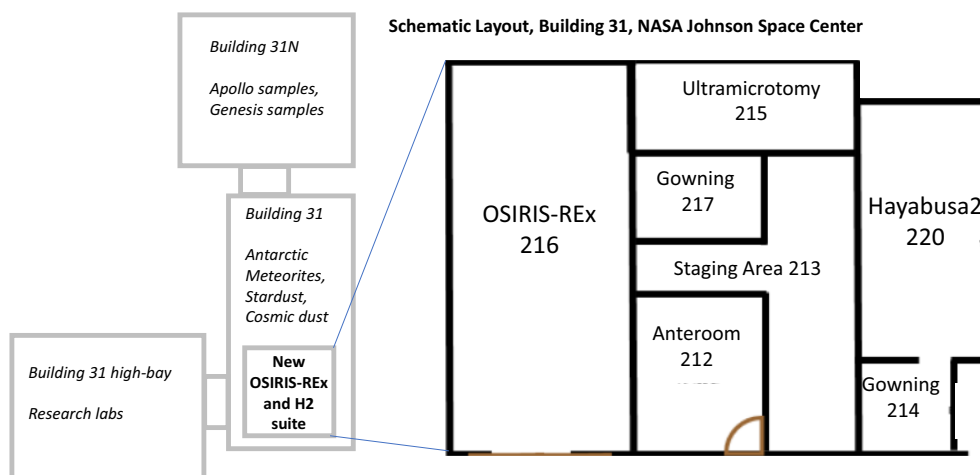 Schematic Layout, Building 31, NASA Johnson Space Center
Building 31N
Apollo samples,
Genesis samples
Building 31
Antarctic
Meteorites,
Stardust,
Cosmic dust
New
OSIRIS-REx
and H2
suite
Building 31 high-bay
Research labs
OSIRIS-REx
216
Ultramicrotomy
215
Gowning
217
Staging Area 213
Anteroom
212
Hayabusa2
220
Gowning
214